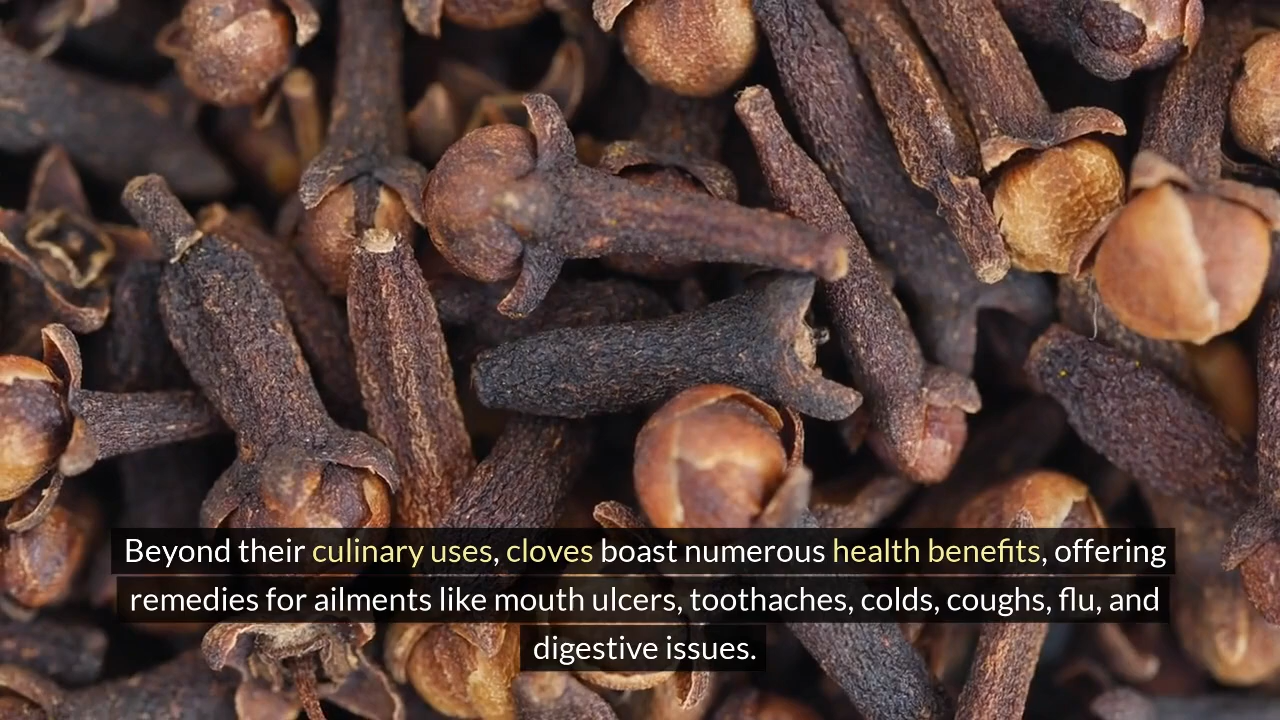 Beyond their culinary uses, cloves boast numerous health benefits, offering
remedies for ailments like mouth ulcers, toothaches, colds, coughs, flu, and
digestive issues.